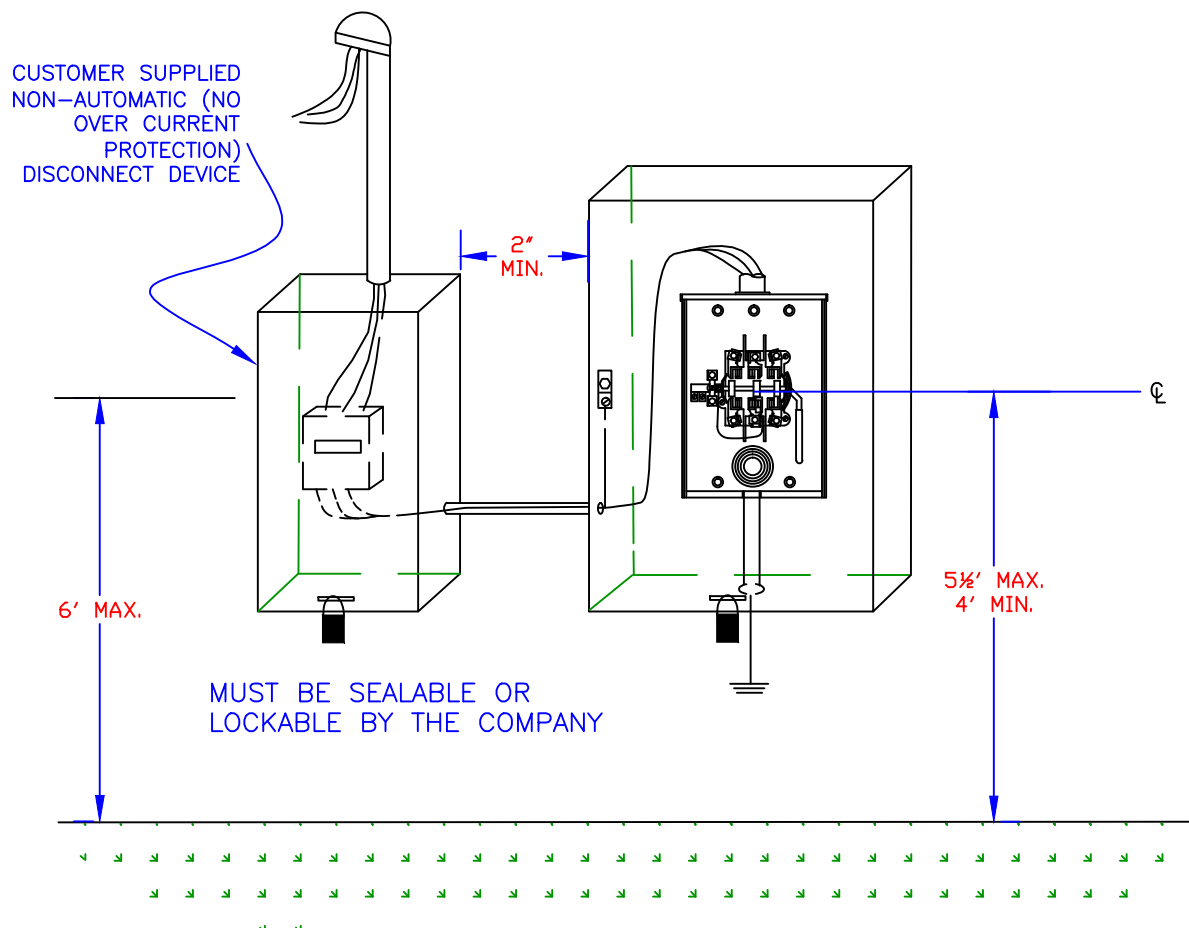 CUSTOMER SUPPLIED
NON-AUTOMATIC (NO
OVER CURRENT
PROTECTION)
DISCONNECT DEVICE
2"
MIN.
℄
6' MAX.
5½' MAX.
4' MIN.
MUST BE SEALABLE OR
LOCKABLE BY THE COMPANY